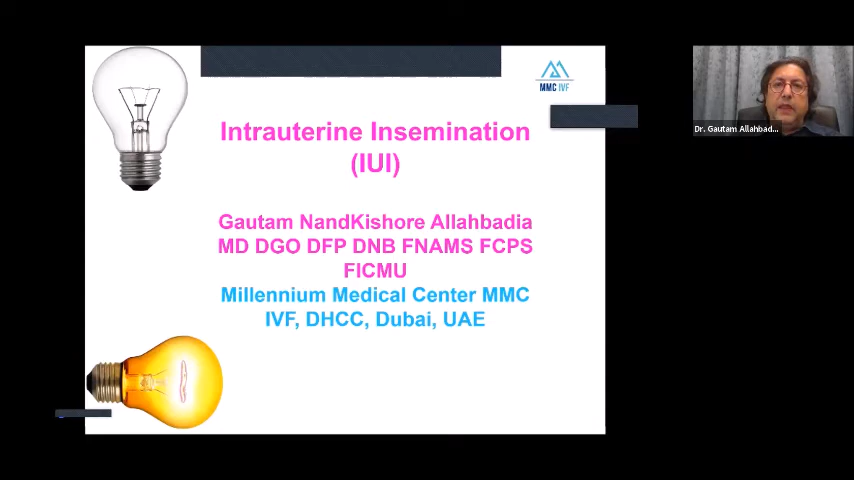 MMC IVF
Intrauterine Insemination
(IUI)
Gautam NandKishore Allahbadia
MD DGO DFP DNB FNAMS FCPS
FICMU
Millennium Medical Center MMC
IVF, DHCC, Dubai, UAE
Dr. Gautam Allahbad...